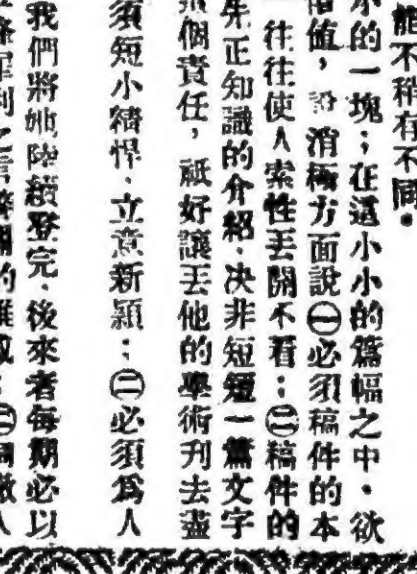 能不稍有不同。
的一塊;在這小小的篇幅之中。欲
值,消極方面說㊀必須稿件的本
往往使人索性丟開不看;㊁稿件的
正知識的介紹.决非短短一篇文字
個責任,祇好讓丟他的學術刊去盡
須短小精悍.立意新穎;㊁必須爲人
我們將她陸續登完.後來者每期必以